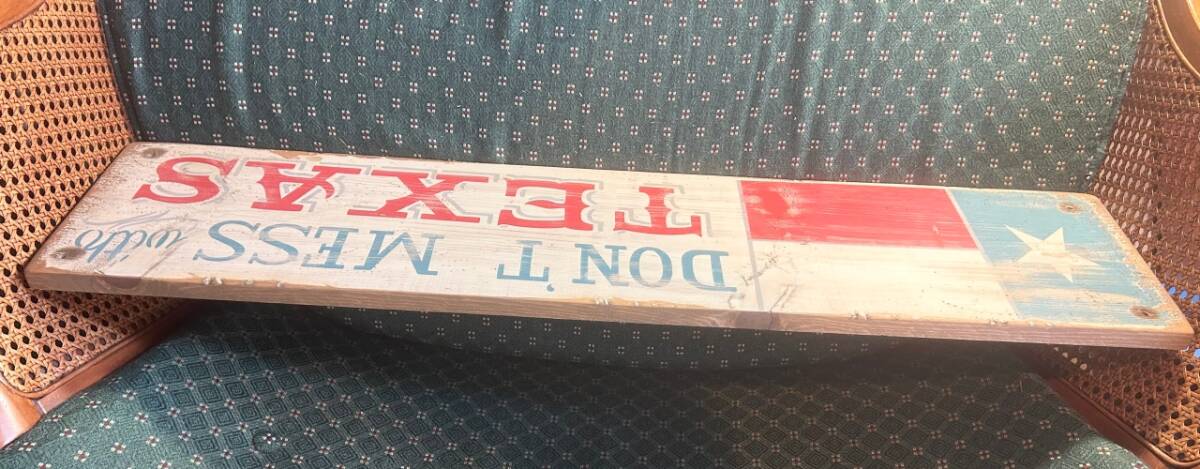 DON'T MESS with
TEXAS